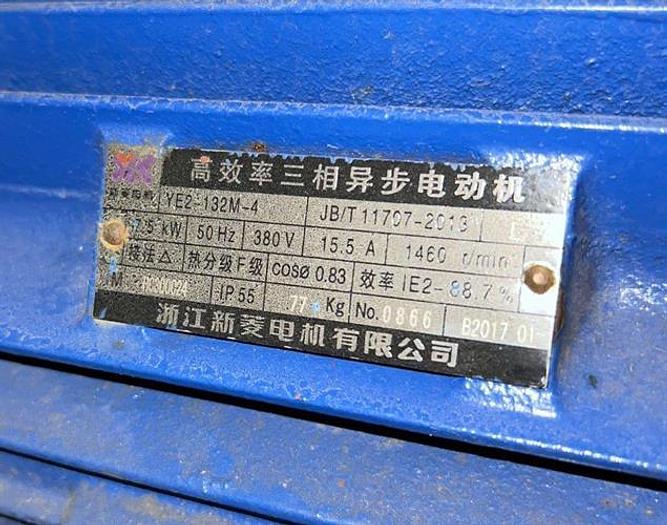 高效率三相异步电动机
YE2-132M-4 JB/T11707-2013
7.5 kW 50 Hz 380 V 15.5 A 1460 r/min
接法△ 热分级F级 cosø 0.83 效率 IE2-88.7%
IP 55 77 Kg No. 0866 B2017 01
浙江新菱电机有限公司